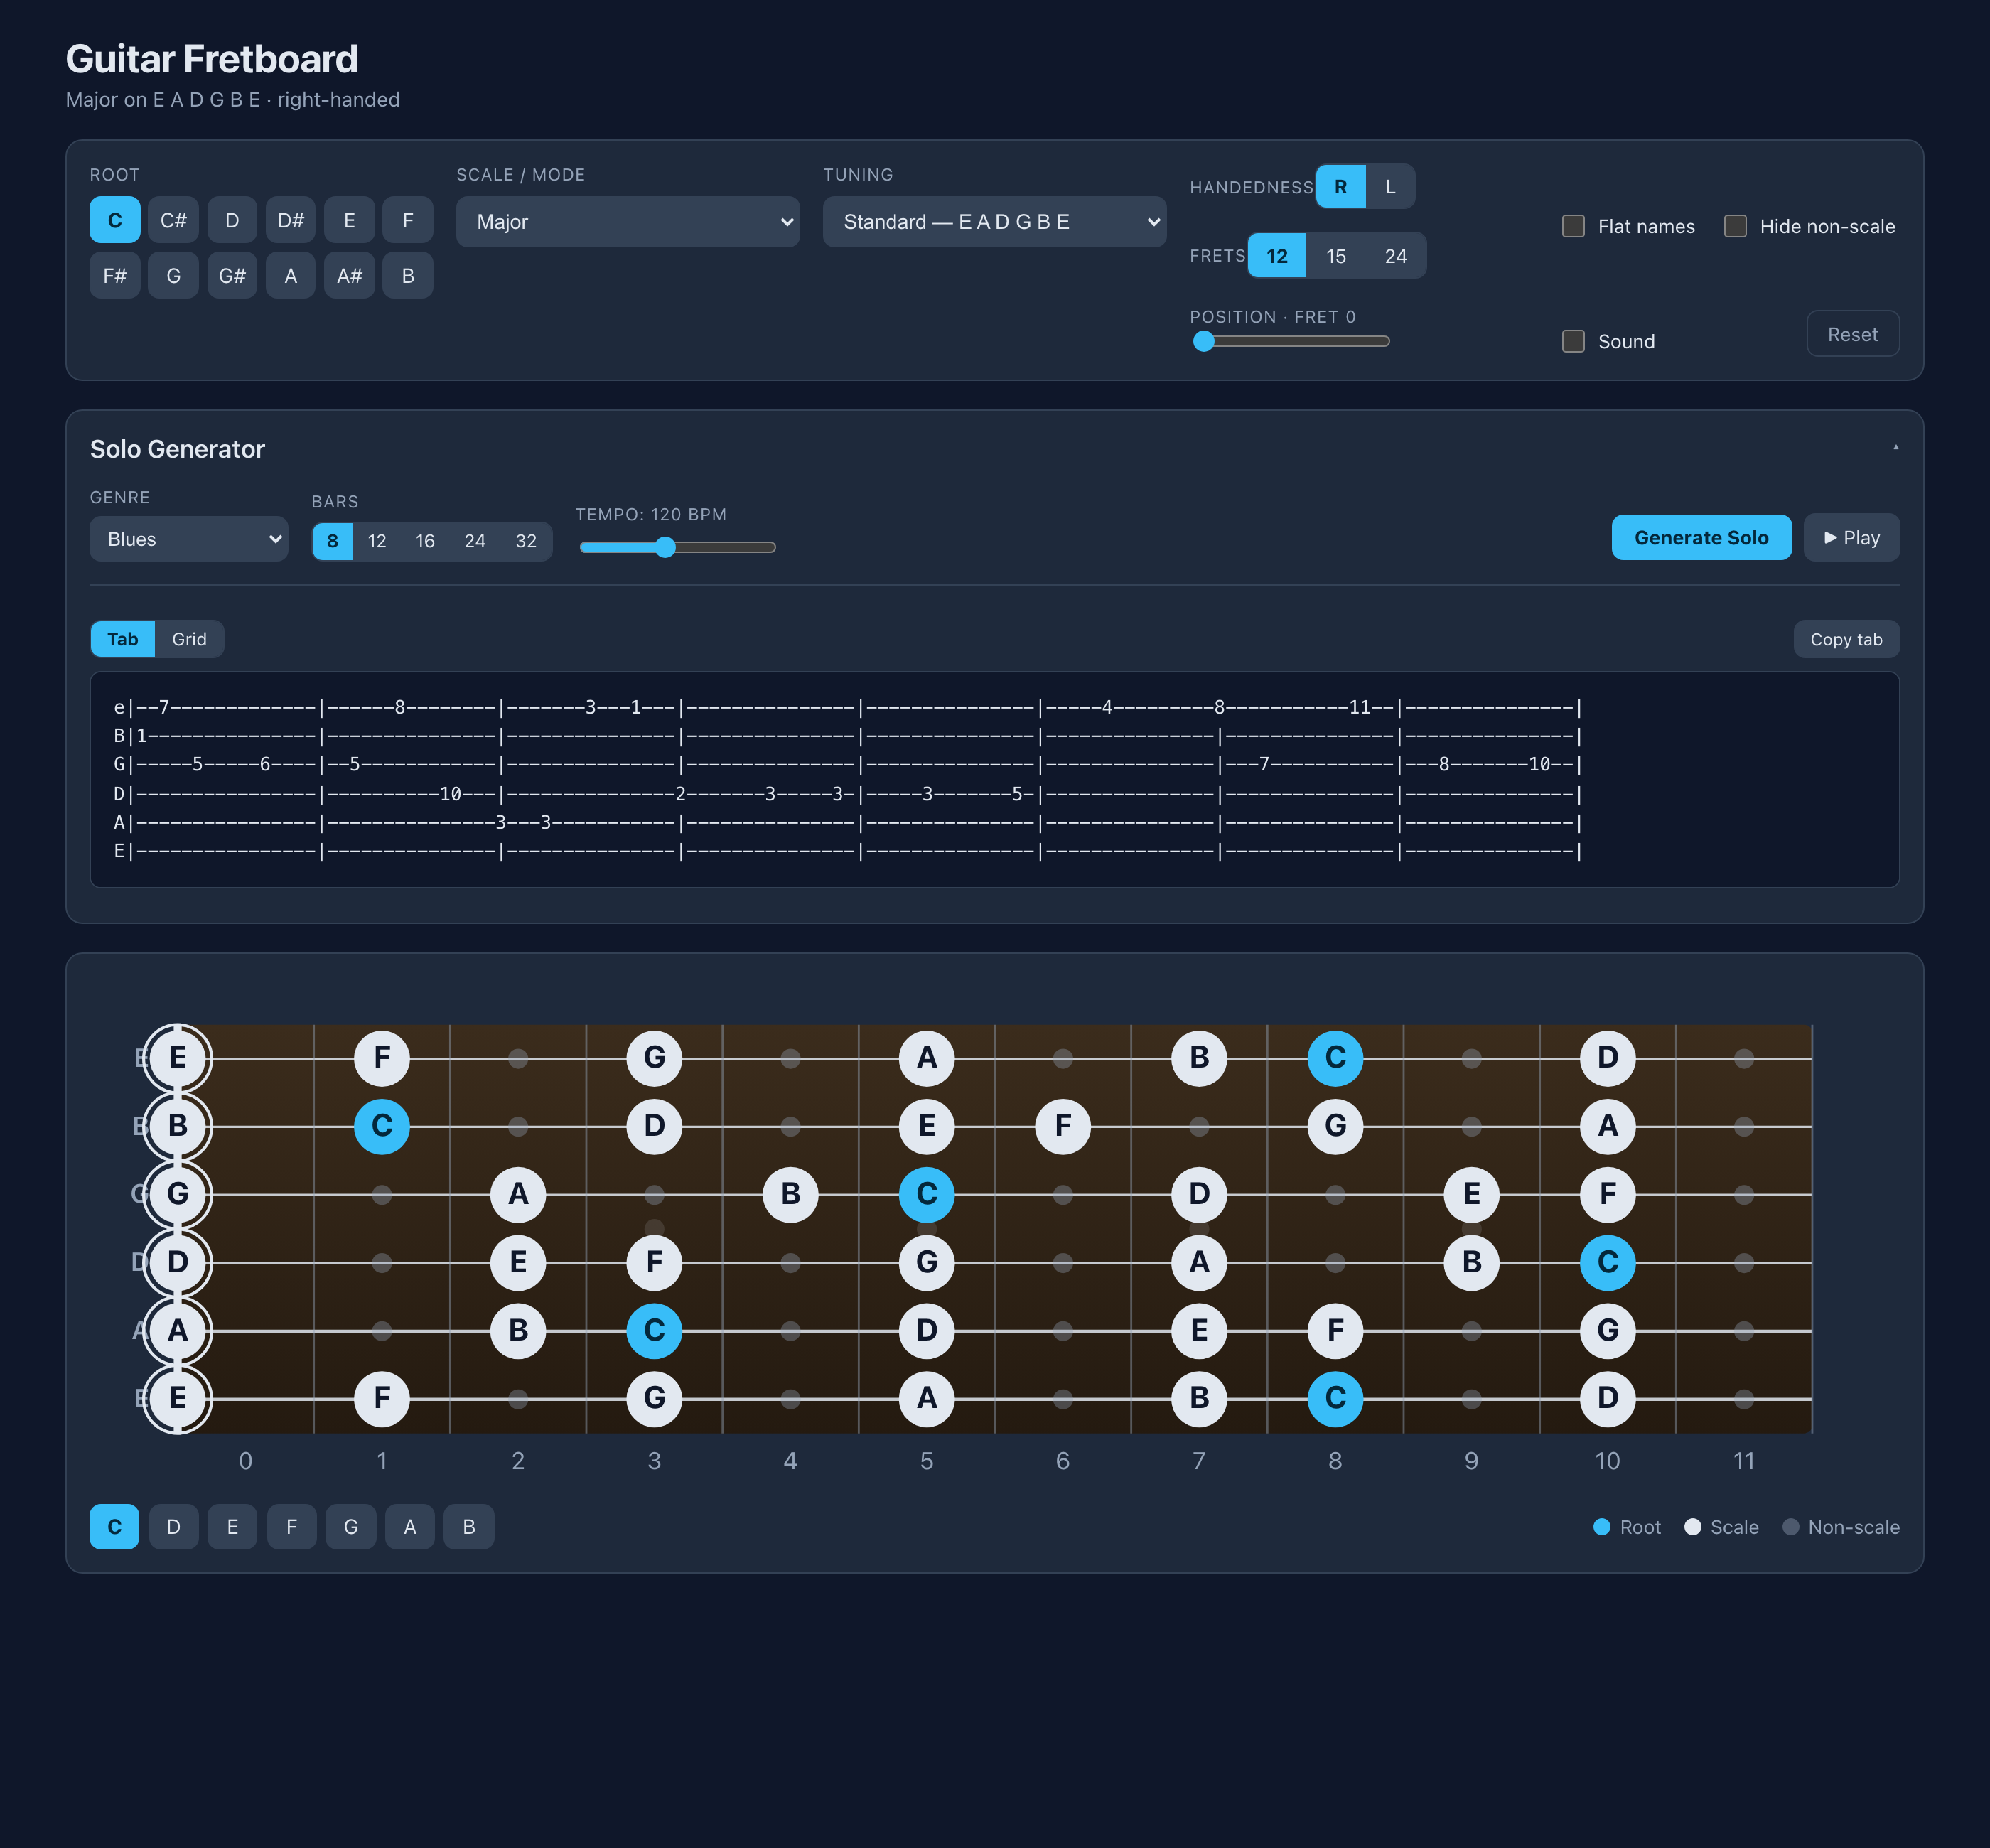 Guitar Fretboard
Major on E A D G B E · right-handed
ROOT
C C# D D# E F
F# G G# A A# B
SCALE / MODE
Major
TUNING
Standard — E A D G B E
HANDEDNESS R L
FRETS 12 15 24
POSITION · FRET 0
Flat names Hide non-scale
Sound
Reset
Solo Generator
GENRE
Blues
BARS
8 12 16 24 32
TEMPO: 120 BPM
Generate Solo
▶ Play
Tab Grid
Copy tab
e|--7-------------|------8--------|-------3---1---|---------------|---------------|-----4---------8-----------11--|---------------|
B|1---------------|---------------|---------------|---------------|---------------|---------------|---------------|---------------|
G|-----5-----6----|--5------------|---------------|---------------|---------------|---------------|---7-----------|---8-------10--|
D|----------------|----------10---|---------------2-------3-----3-|-----3-------5-|---------------|---------------|---------------|
A|----------------|---------------3---3-----------|---------------|---------------|---------------|---------------|---------------|
E|----------------|---------------|---------------|---------------|---------------|---------------|---------------|---------------|
E E F G A B C D
B B C D E F G A
G G A B C D E F
D D E F G A B C
A A B C D E F G
E E F G A B C D
0 1 2 3 4 5 6 7 8 9 10 11
C D E F G A B
Root Scale Non-scale